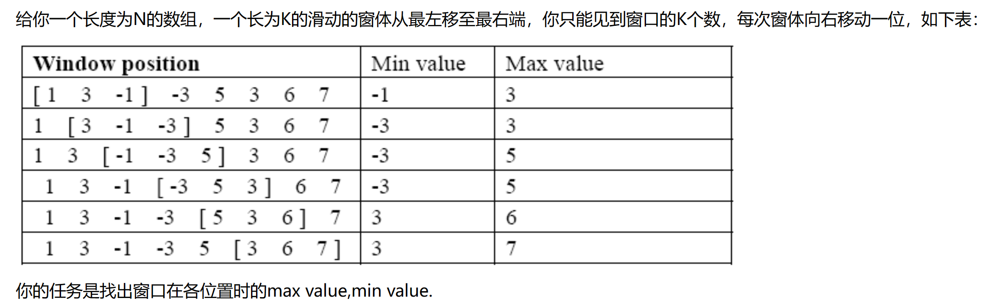 给你一个长度为N的数组，一个长为K的滑动的窗体从最左移至最右端，你只能见到窗口的K个数，每次窗体向右移动一位，如下表：
Window position Min value Max value
[ 1 3 -1 ] -3 5 3 6 7 -1 3
1 [ 3 -1 -3 ] 5 3 6 7 -3 3
1 3 [ -1 -3 5 ] 3 6 7 -3 5
1 3 -1 [ -3 5 3 ] 6 7 -3 5
1 3 -1 -3 [ 5 3 6 ] 7 3 6
1 3 -1 -3 5 [ 3 6 7 ] 3 7
你的任务是找出窗口在各位置时的max value,min value.